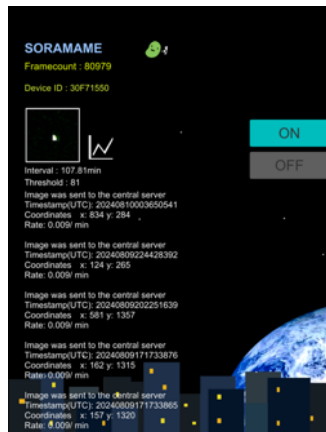 SORAMAME
Framecount : 80979
Device ID : 30F71550
ON
OFF
Interval : 107.81min
Threshold : 81
Image was sent to the central server
Timestamp(UTC): 20240810003650541
Coordinates x: 834 y: 284
Rate: 0.009/ min
Image was sent to the central server
Timestamp(UTC): 20240809224428392
Coordinates x: 124 y: 265
Rate: 0.009/ min
Image was sent to the central server
Timestamp(UTC): 20240809202251639
Coordinates x: 581 y: 1357
Rate: 0.009/ min
Image was sent to the central server
Timestamp(UTC): 20240809171733876
Coordinates x: 162 y: 1315
Rate: 0.009/ min
Image was sent to the central server
Timestamp(UTC): 20240809171733865
Coordinates x: 157 y: 1320
Rate: 0.009/ min